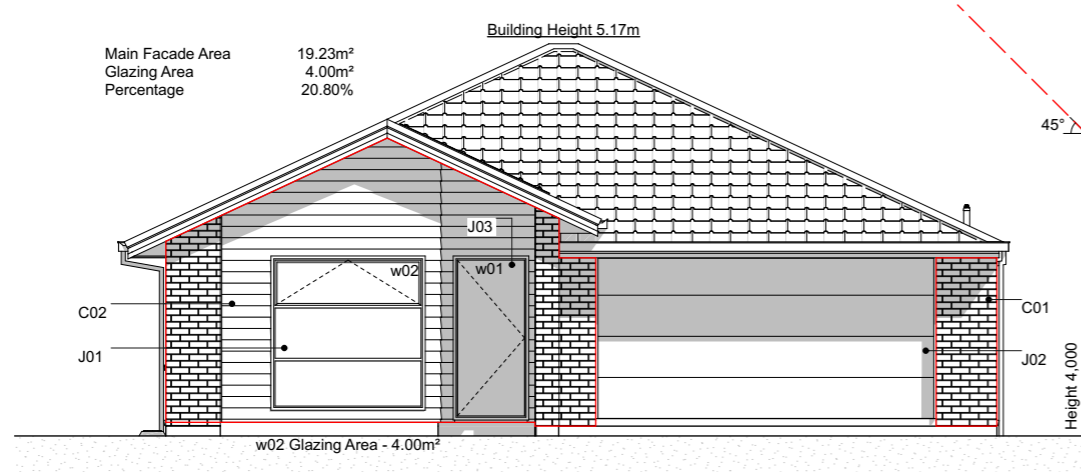 Building Height 5.17m
Main Facade Area 19.23m²
Glazing Area 4.00m²
Percentage 20.80%
45°
J03
w02
w01
C02
C01
J01
J02
Height 4,000
w02 Glazing Area - 4.00m²